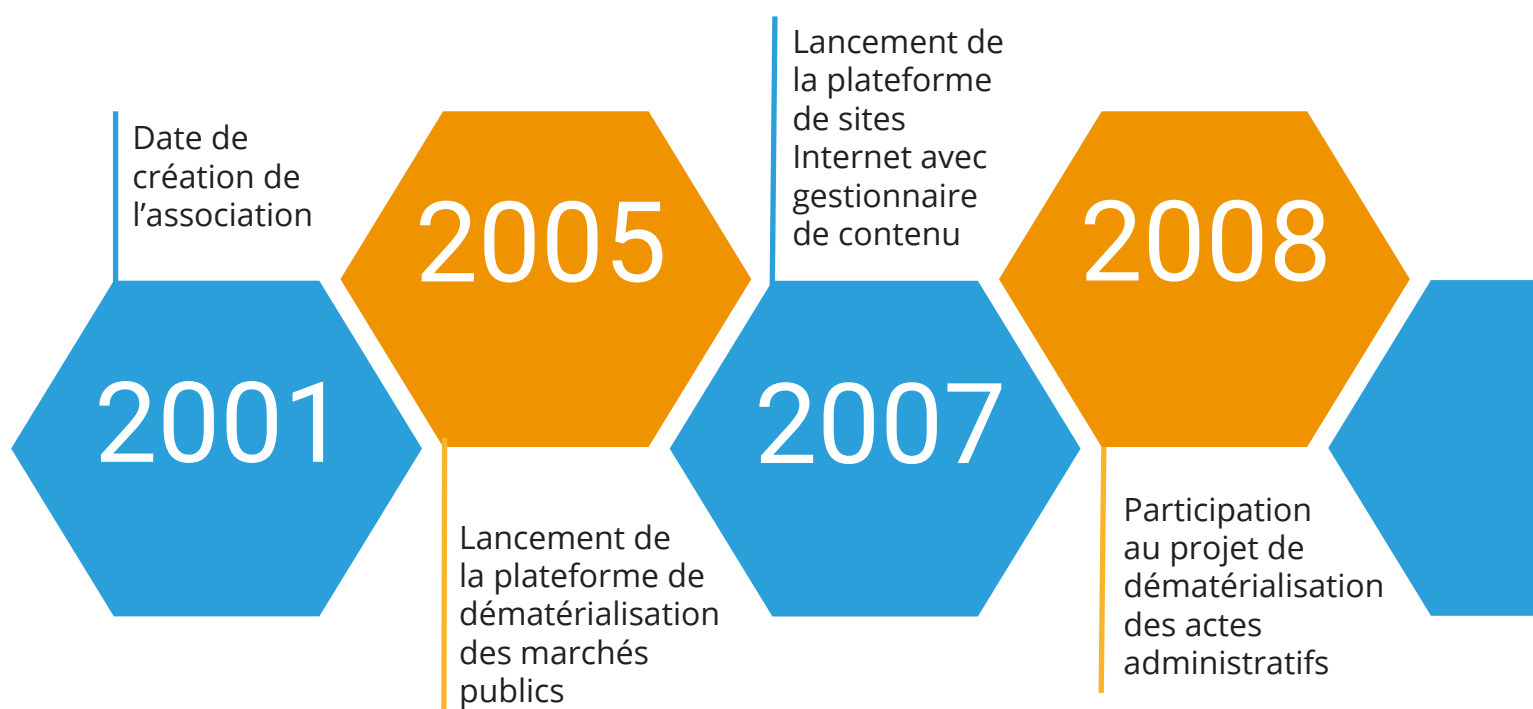 Date de
création de
l’association
2001
2005
Lancement de
la plateforme de
dématérialisation
des marchés
publics
Lancement de
la plateforme
de sites
Internet avec
gestionnaire
de contenu
2007
2008
Participation
au projet de
dématérialisation
des actes
administratifs